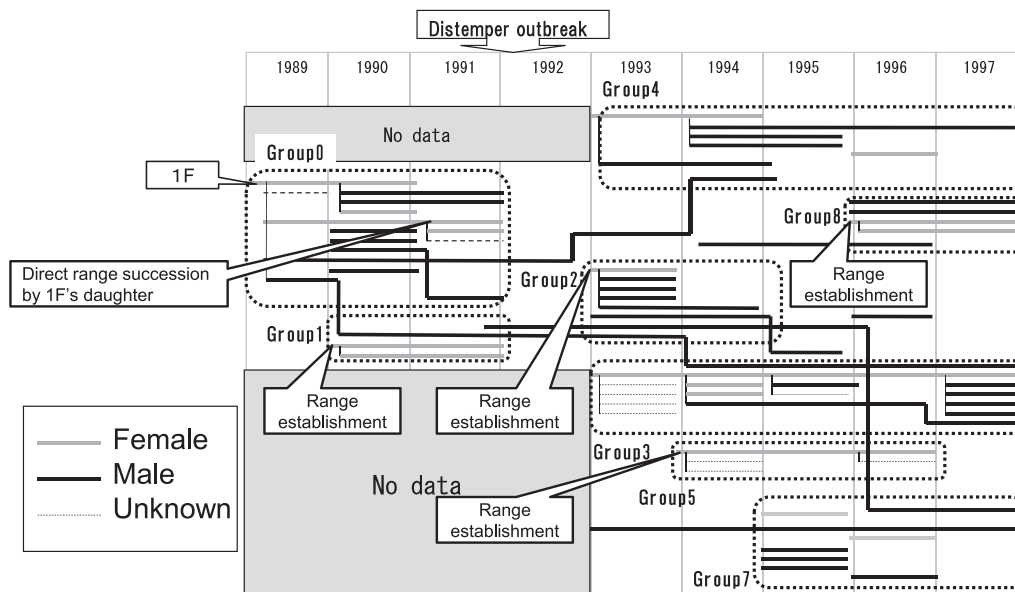 Distemper outbreak
1989 1990 1991 1992 1993 1994 1995 1996 1997
Group4
No data
Group0
1F
Group8
Direct range succession
by 1F's daughter
Group2
Range
establishment
Group1
Range
establishment
Range
establishment
Female
Male
Unknown
Group3
No data
Group5
Range
establishment
Group7